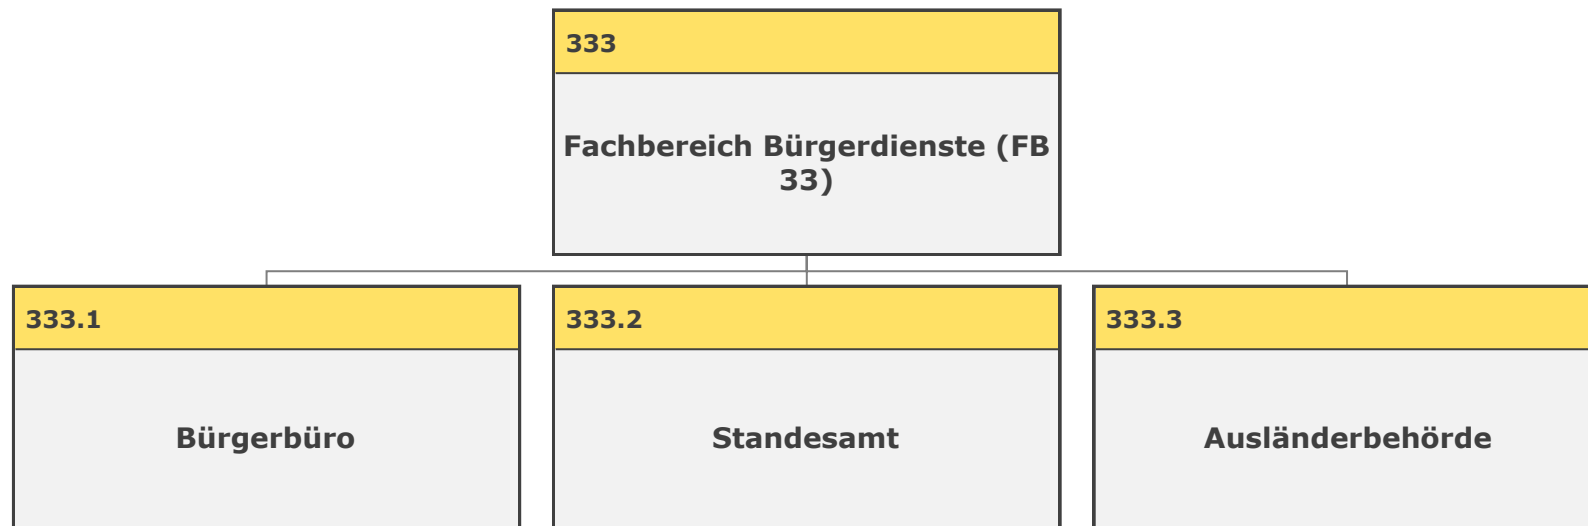 333
Fachbereich Bürgerdienste (FB
33)
333.1
Bürgerbüro
333.2
Standesamt
333.3
Ausländerbehörde